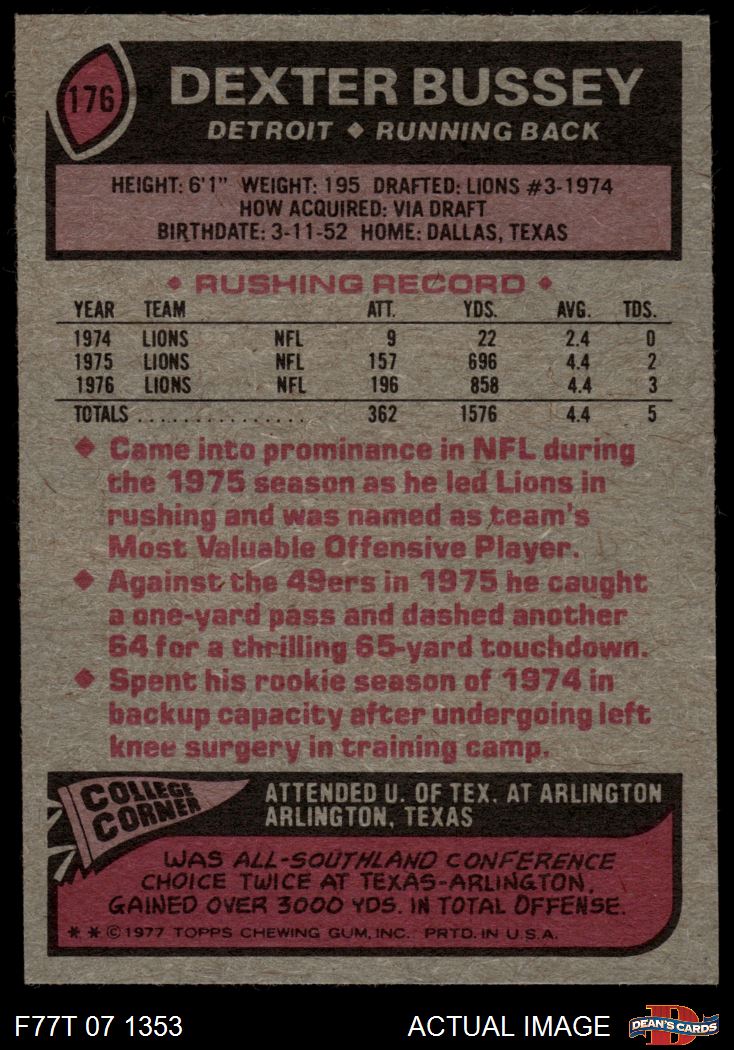 176
DEXTER BUSSEY
DETROIT ◆ RUNNING BACK
HEIGHT: 6'1" WEIGHT: 195 DRAFTED: LIONS #3-1974
HOW ACQUIRED: VIA DRAFT
BIRTHDATE: 3-11-52 HOME: DALLAS, TEXAS
◆ RUSHING RECORD ◆
YEAR TEAM ATT. YDS. AVG. TDS.
1974 LIONS NFL 9 22 2.4 0
1975 LIONS NFL 157 696 4.4 2
1976 LIONS NFL 196 858 4.4 3
TOTALS ............... 362 1576 4.4 5
◆ Came into prominance in NFL during
the 1975 season as he led Lions in
rushing and was named as team's
Most Valuable Offensive Player.
◆ Against the 49ers in 1975 he caught
a one-yard pass and dashed another
64 for a thrilling 65-yard touchdown.
◆ Spent his rookie season of 1974 in
backup capacity after undergoing left
knee surgery in training camp.
COLLEGE
CORNER
ATTENDED U. OF TEX. AT ARLINGTON
ARLINGTON, TEXAS
WAS ALL-SOUTHLAND CONFERENCE
CHOICE TWICE AT TEXAS-ARLINGTON.
GAINED OVER 3000 YDS. IN TOTAL OFFENSE.
* * © 1977 TOPPS CHEWING GUM, INC. PRTD. IN U.S.A.
F77T 07 1353
ACTUAL IMAGE
D
DEAN'S CARDS